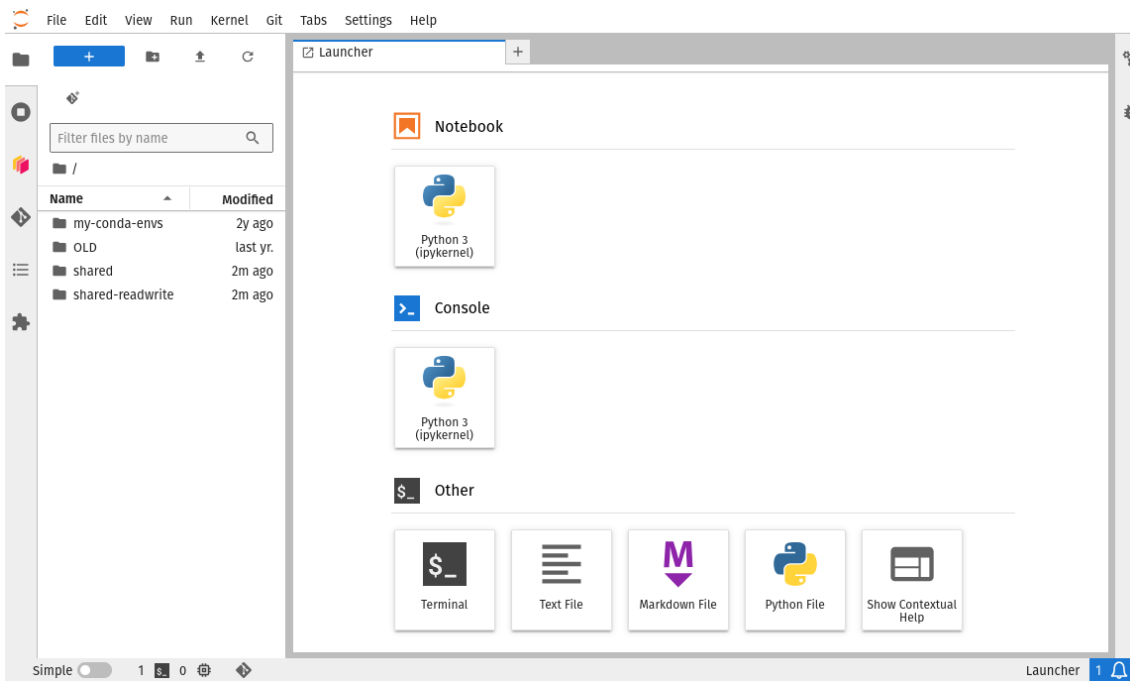 File Edit View Run Kernel Git Tabs Settings Help
+
Filter files by name
/
Name Modified
my-conda-envs 2y ago
OLD last yr.
shared 2m ago
shared-readwrite 2m ago
Launcher +
Notebook
Python 3
(ipykernel)
Console
Python 3
(ipykernel)
$_ Other
$_
Terminal
Text File
M
Markdown File
Python File
Show Contextual
Help
Simple 1 $_ 0 Launcher 1